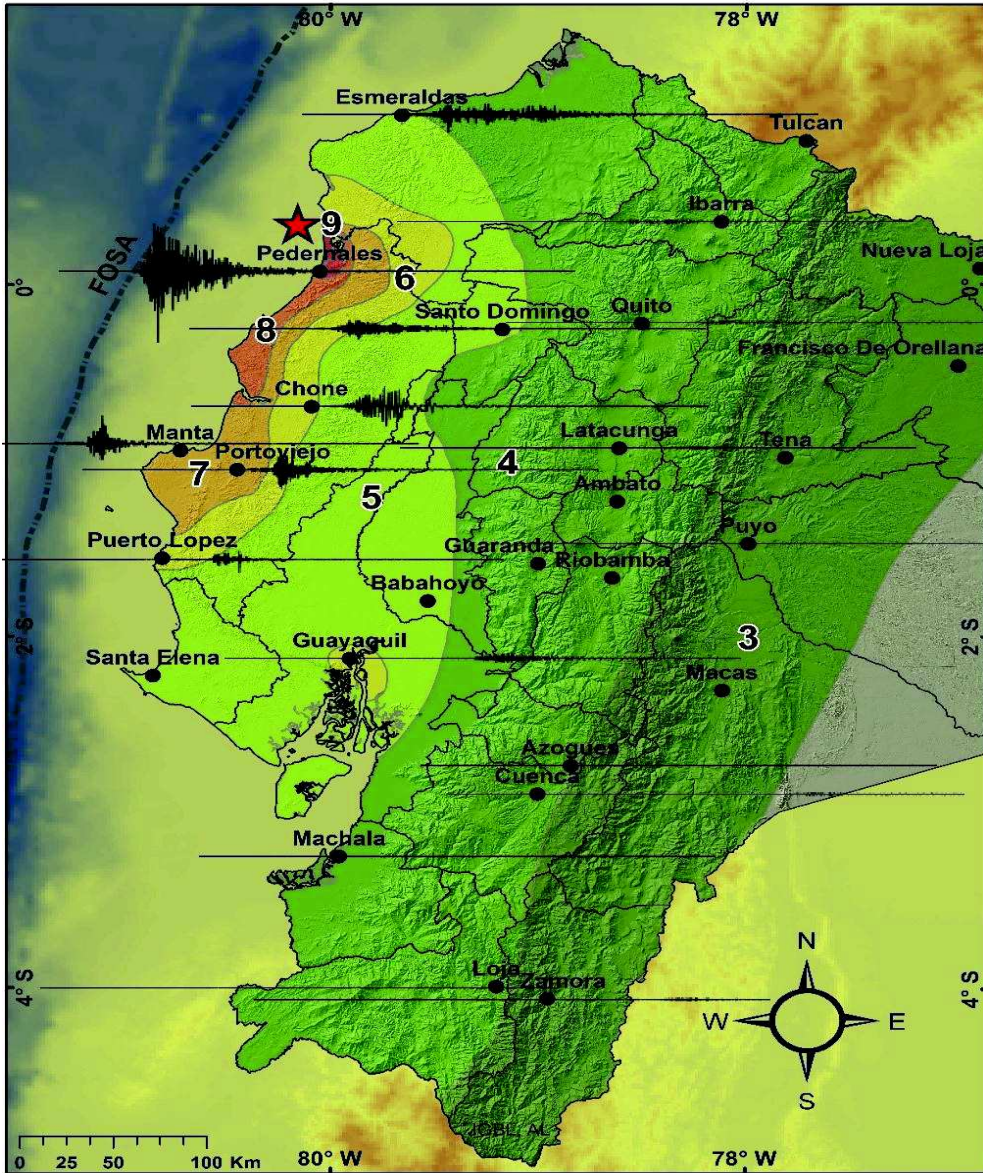 80° W
78° W
Esmeraldas
Tulcan
Ibarra
9
Nueva Loja
Pedernales
FOSA
6
0°
0°
Quito
Santo Domingo
8
Francisco De Orellana
Chone
Manta
Latacunga
Tena
Portoviejo
4
7
Ambato
5
Puyo
Puerto Lopez
Guaranda
Riobamba
Babahoyo
2° S
3
2° S
Guayaquil
Santa Elena
Macas
Azogues
Cuenca
Machala
N
Loja
Zamora
4° S
4° S
W
E
S
0 25 50 100 Km
80° W
78° W